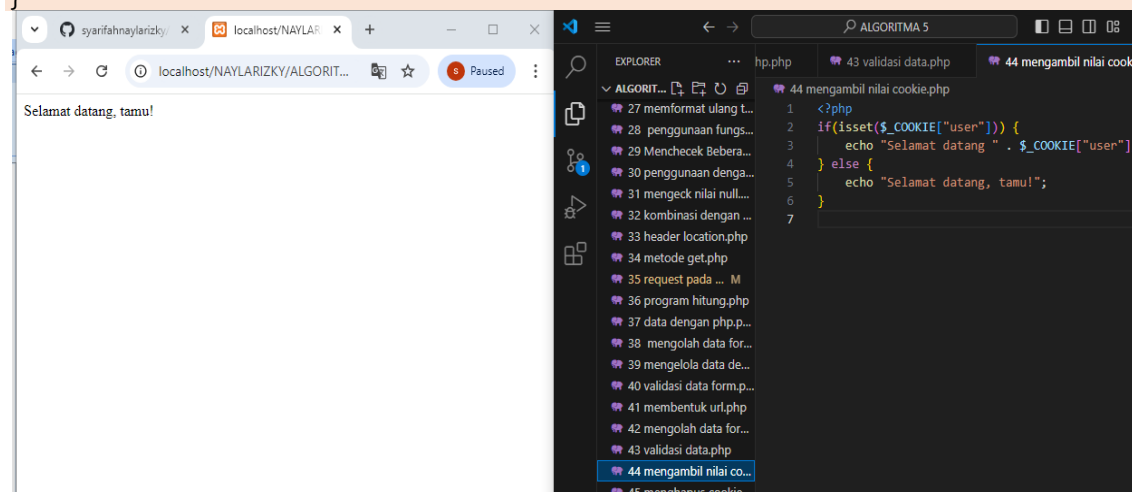 syarifahnaylarizky/
localhost/NAYLAR
localhost/NAYLARIZKY/ALGORIT...
S
Paused
Selamat datang, tamu!
ALGORITMA 5
EXPLORER
hp.php
43 validasi data.php
44 mengambil nilai cook
ALGORIT...
44 mengambil nilai cookie.php
27 memformat ulang t...
28 penggunaan fungs...
29 Menchecek Bebera...
30 penggunaan denga...
31 mengeck nilai null....
32 kombinasi dengan ...
33 header location.php
34 metode get.php
35 request pada ... M
36 program hitung.php
37 data dengan php.p...
38 mengolah data for...
39 mengelola data de...
40 validasi data form.p...
41 membentuk url.php
42 mengolah data for...
43 validasi data.php
44 mengambil nilai co...
45 menghapus cookie
1
1 <?php
2 if(isset($_COOKIE["user"])) {
3 echo "Selamat datang " . $_COOKIE["user"]
4 } else {
5 echo "Selamat datang, tamu!";
6 }
7